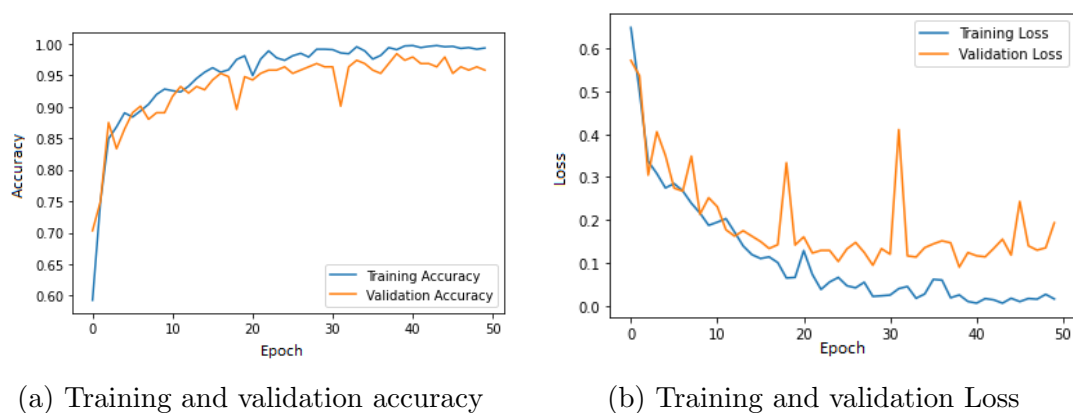 1.00
0.95
0.90
0.85
0.80
0.75
0.70
0.65
0.60
Accuracy
Training Accuracy
Validation Accuracy
0 10 20 30 40 50
Epoch
(a) Training and validation accuracy
0.6
0.5
0.4
0.3
0.2
0.1
0.0
Loss
Training Loss
Validation Loss
0 10 20 30 40 50
Epoch
(b) Training and validation Loss